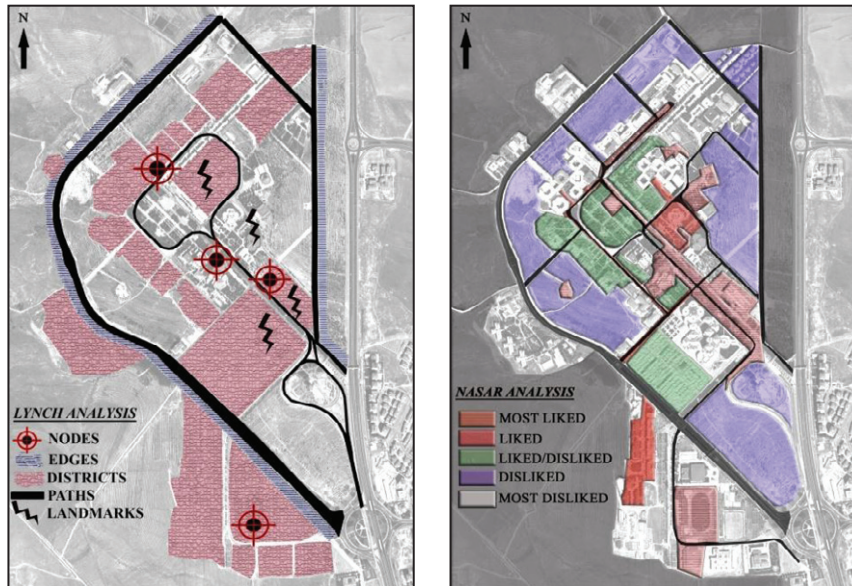 N
LYNCH ANALYSIS
NODES
EDGES
DISTRICTS
PATHS
LANDMARKS
N
NASAR ANALYSIS
MOST LIKED
LIKED
LIKED/DISLIKED
DISLIKED
MOST DISLIKED